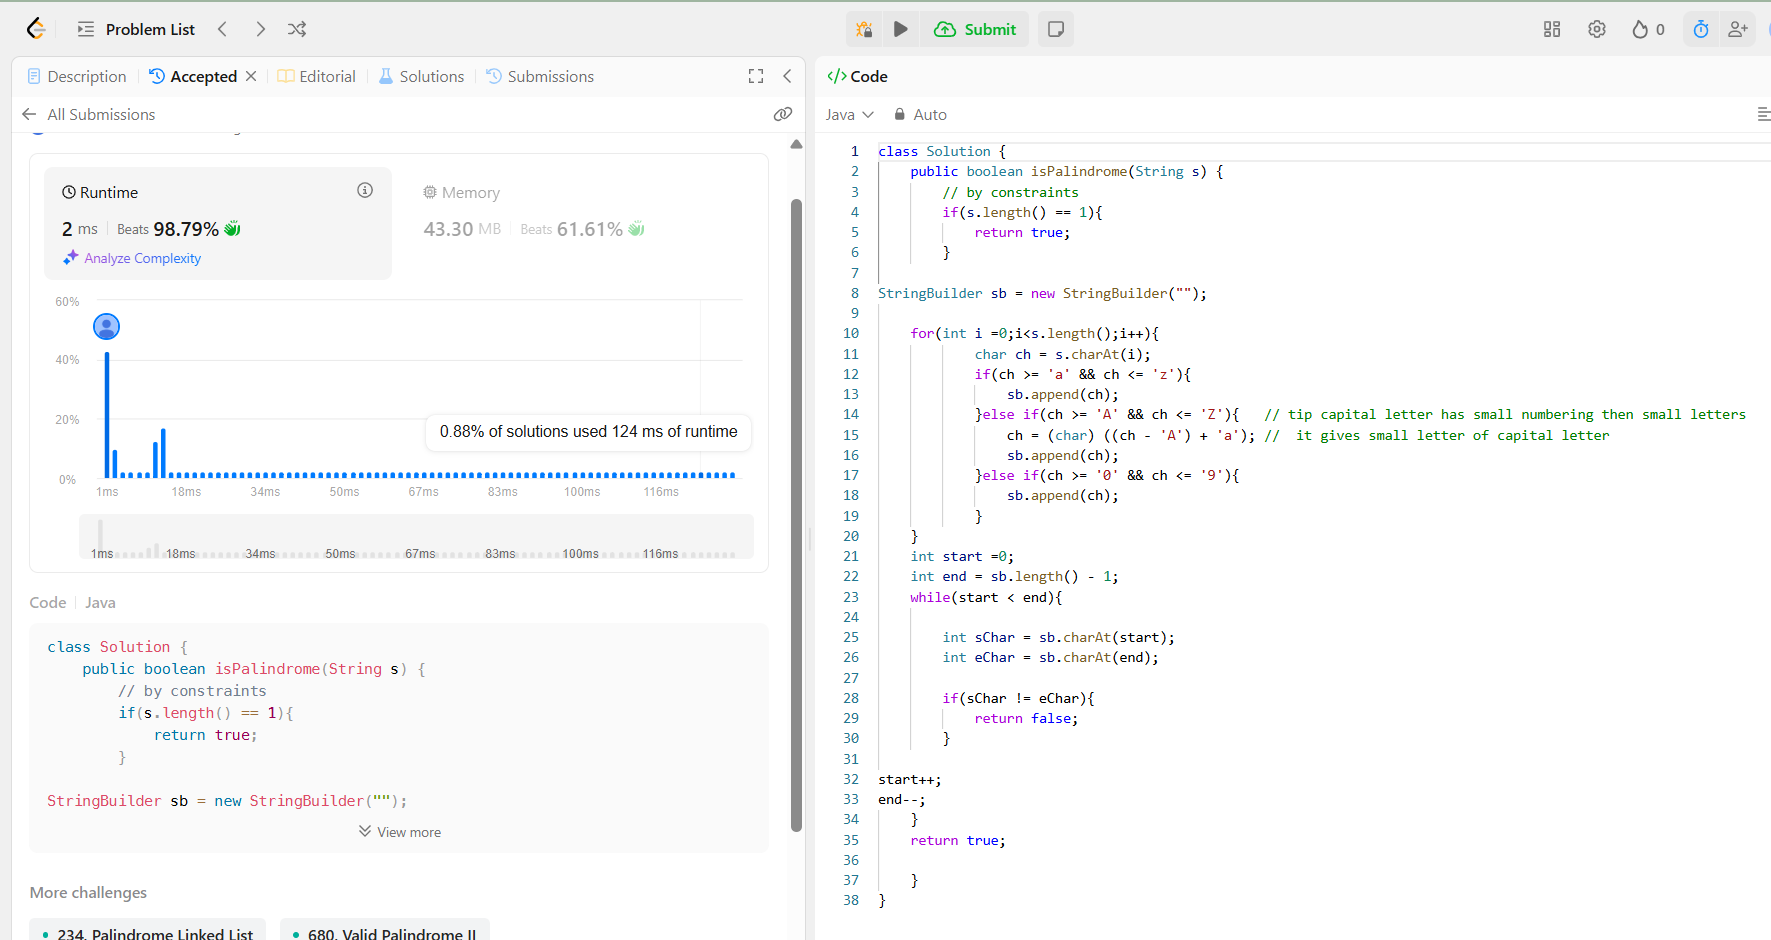 Problem List
Submit
0
Description
Accepted
Editorial
Solutions
Submissions
All Submissions
Runtime
2 ms
Beats 98.79%
Analyze Complexity
Memory
43.30 MB
Beats 61.61%
60%
40%
20%
0%
0.88% of solutions used 124 ms of runtime
1ms 18ms 34ms 50ms 67ms 83ms 100ms 116ms
1ms 18ms 34ms 50ms 67ms 83ms 100ms 116ms
Code
Java
class Solution {
public boolean isPalindrome(String s) {
// by constraints
if(s.length() == 1){
return true;
}
StringBuilder sb = new StringBuilder("");
View more
More challenges
234. Palindrome Linked List
680. Valid Palindrome II
</> Code
Java
Auto
1 class Solution {
2 public boolean isPalindrome(String s) {
3 // by constraints
4 if(s.length() == 1){
5 return true;
6 }
7
8 StringBuilder sb = new StringBuilder("");
9
10 for(int i =0;i<s.length();i++){
11 char ch = s.charAt(i);
12 if(ch >= 'a' && ch <= 'z'){
13 sb.append(ch);
14 }else if(ch >= 'A' && ch <= 'Z'){ // tip capital letter has small numbering then small letters
15 ch = (char) ((ch - 'A') + 'a'); // it gives small letter of capital letter
16 sb.append(ch);
17 }else if(ch >= '0' && ch <= '9'){
18 sb.append(ch);
19 }
20 }
21 int start =0;
22 int end = sb.length() - 1;
23 while(start < end){
24
25 int sChar = sb.charAt(start);
26 int eChar = sb.charAt(end);
27
28 if(sChar != eChar){
29 return false;
30 }
31
32 start++;
33 end--;
34 }
35 return true;
36
37 }
38 }